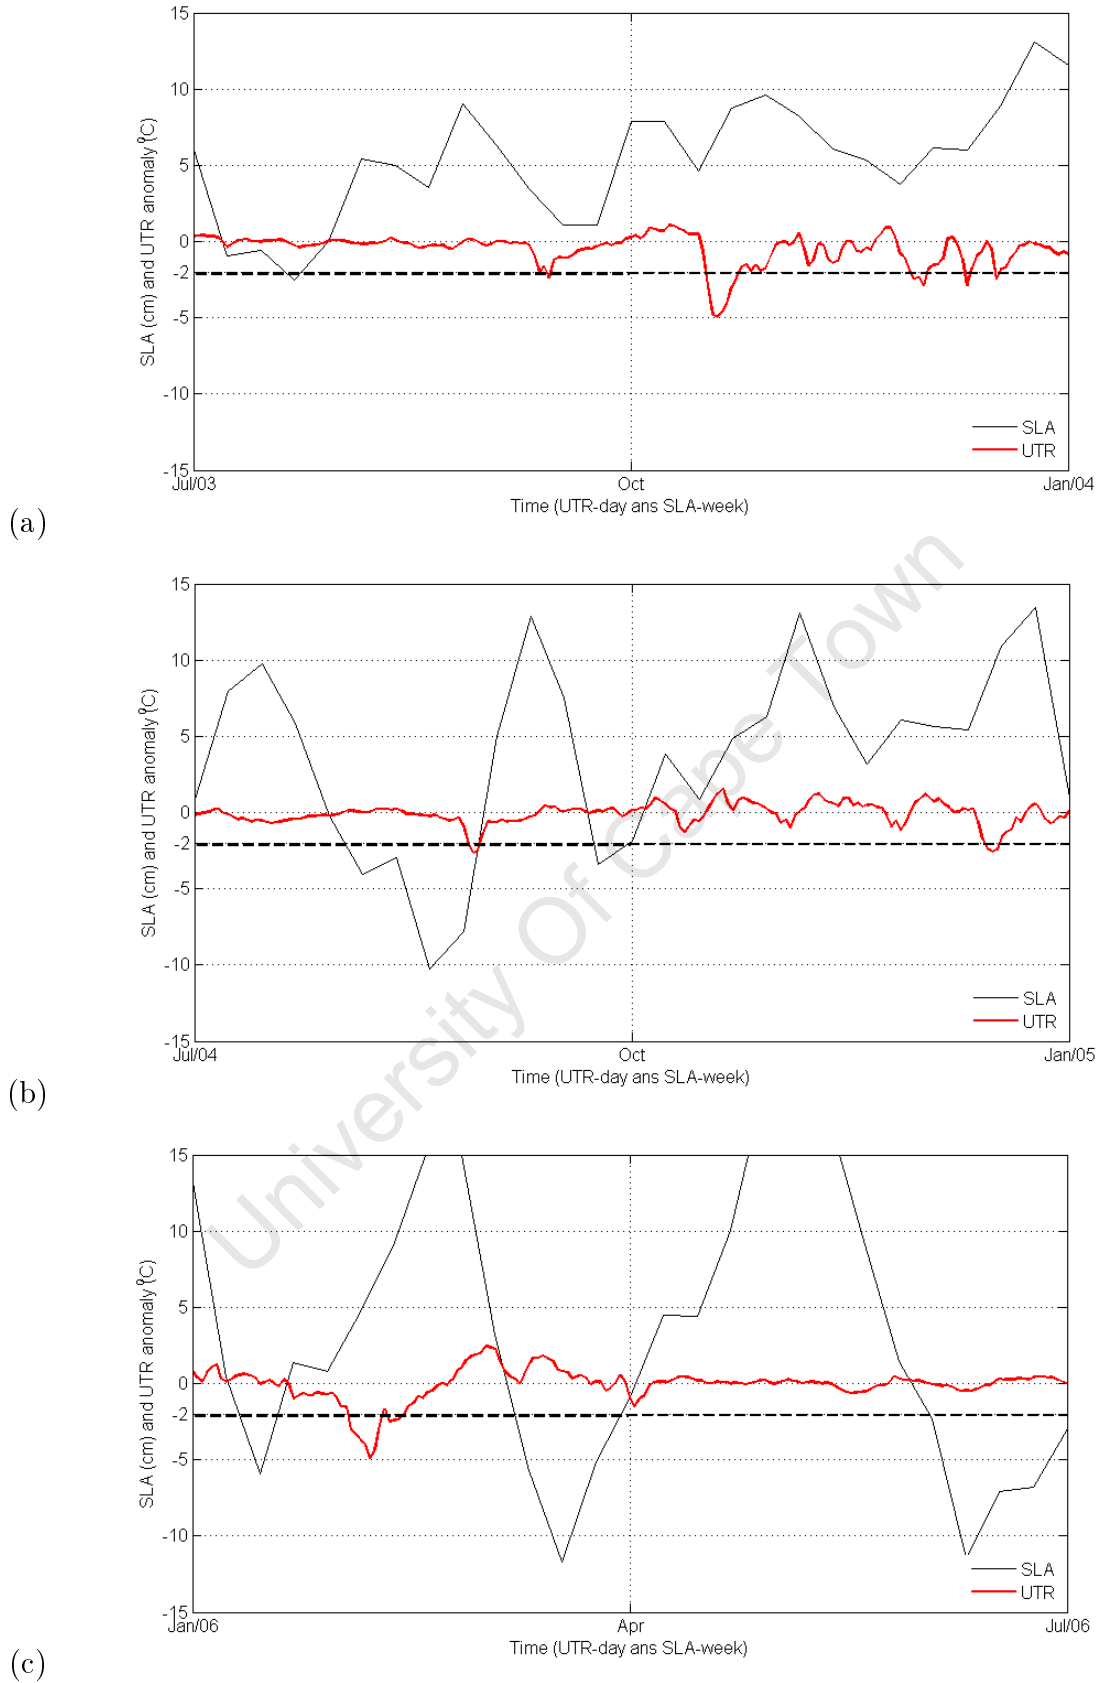 15
10
5
0
-2
-5
-10
-15
SLA (cm) and UTR anomaly (⁰C)
SLA
UTR
Jul/03
Oct
Jan/04
Time (UTR-day ans SLA-week)
(a)
15
10
5
0
-2
-5
-10
-15
SLA (cm) and UTR anomaly (⁰C)
SLA
UTR
Jul/04
Oct
Jan/05
Time (UTR-day ans SLA-week)
(b)
University Of Cape Town
15
10
5
0
-2
-5
-10
-15
SLA (cm) and UTR anomaly (⁰C)
SLA
UTR
Jan/06
Apr
Jul/06
Time (UTR-day ans SLA-week)
(c)